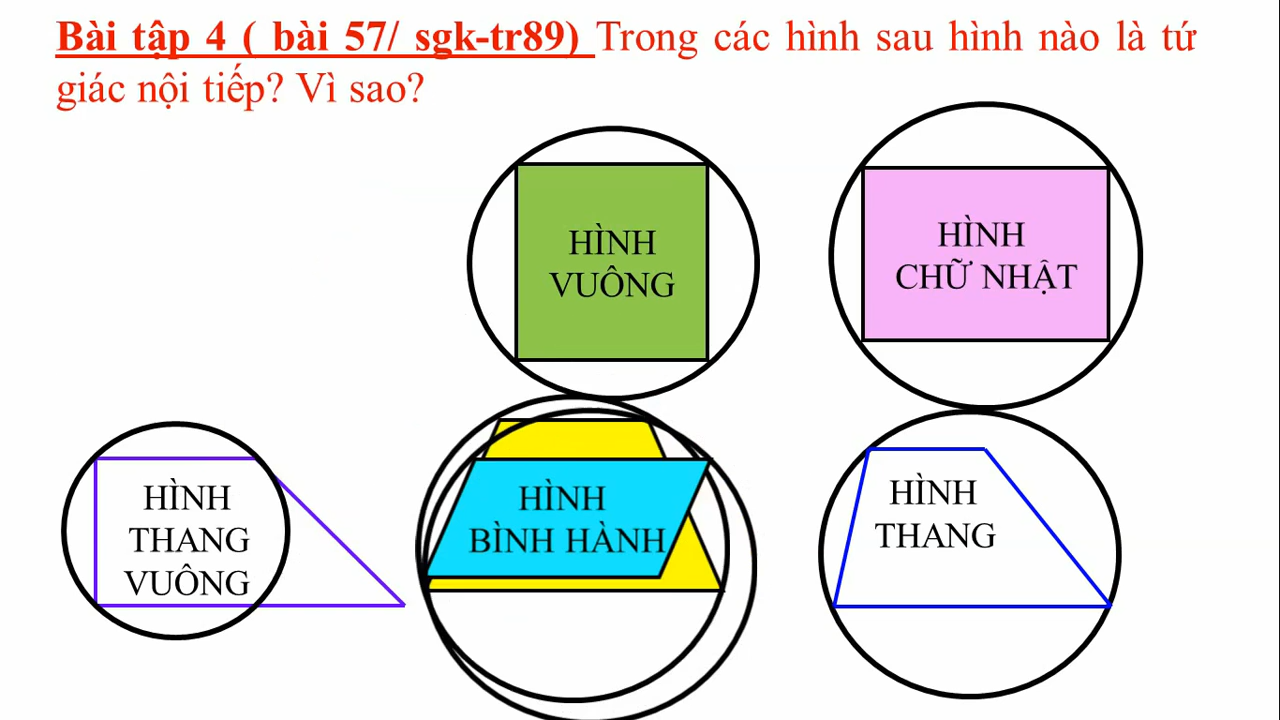 Bài tập 4 ( bài 57/ sgk-tr89) Trong các hình sau hình nào là tứ
giác nội tiếp? Vì sao?
HÌNH
VUÔNG
HÌNH
CHỮ NHẬT
HÌNH
THANG
VUÔNG
HÌNH
BÌNH HÀNH
HÌNH
THANG